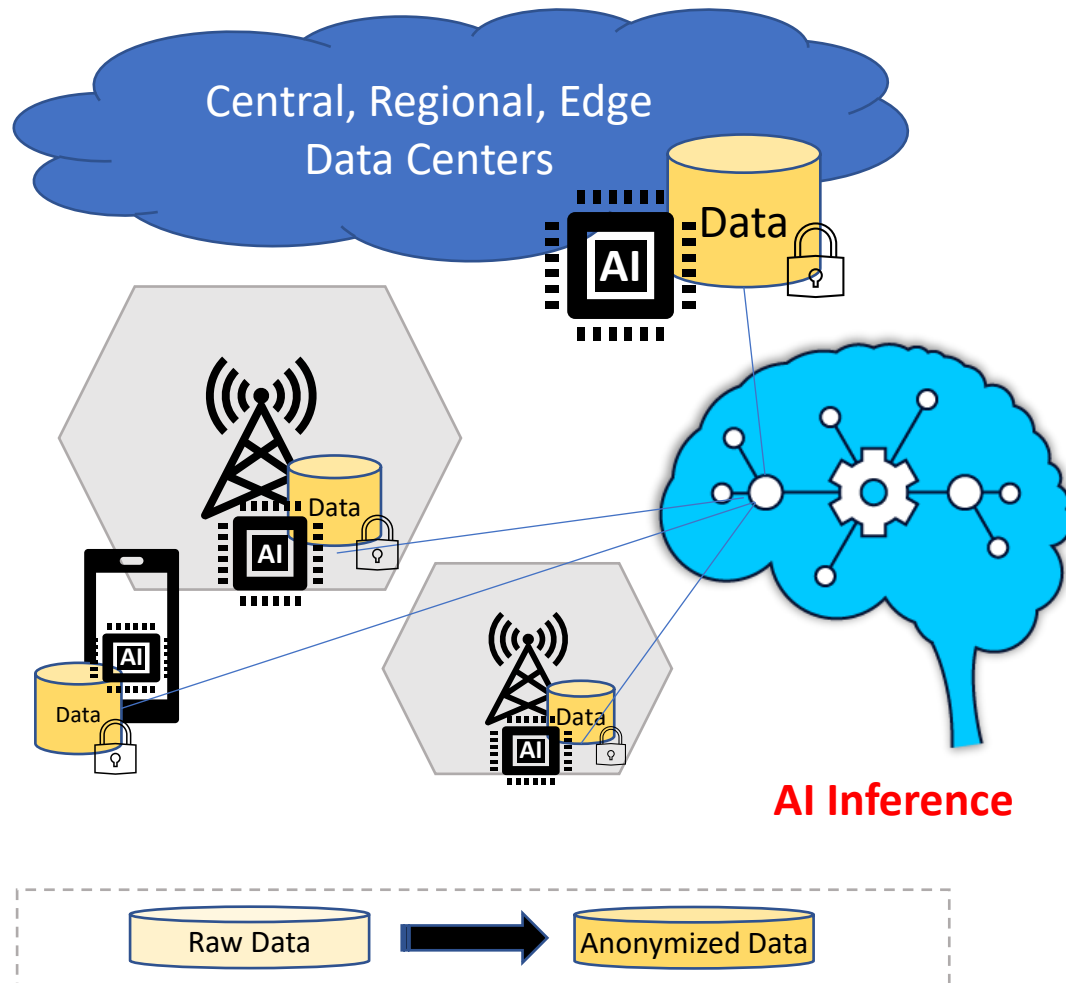 Central, Regional, Edge
Data Centers
Data
AI
Data
AI
AI
Data
Data
AI
AI Inference
Raw Data
Anonymized Data